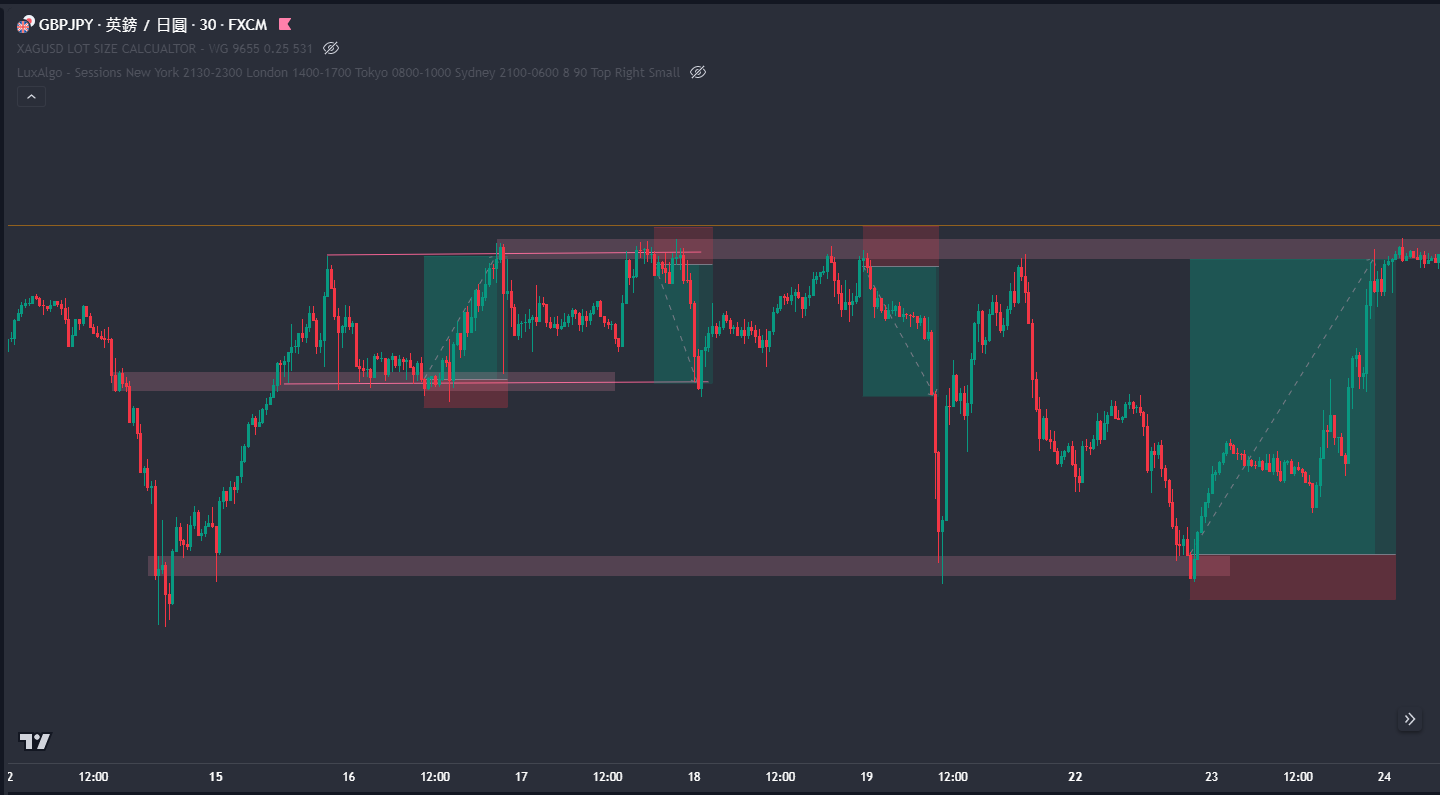 GBPJPY · 英鎊 / 日圓 · 30 · FXCM
XAGUSD LOT SIZE CALCUALTOR - WG 9655 0.25 531
LuxAlgo - Sessions New York 2130-2300 London 1400-1700 Tokyo 0800-1000 Sydney 2100-0600 8 90 Top Right Small
2 12:00 15 16 12:00 17 12:00 18 12:00 19 12:00 22 23 12:00 24